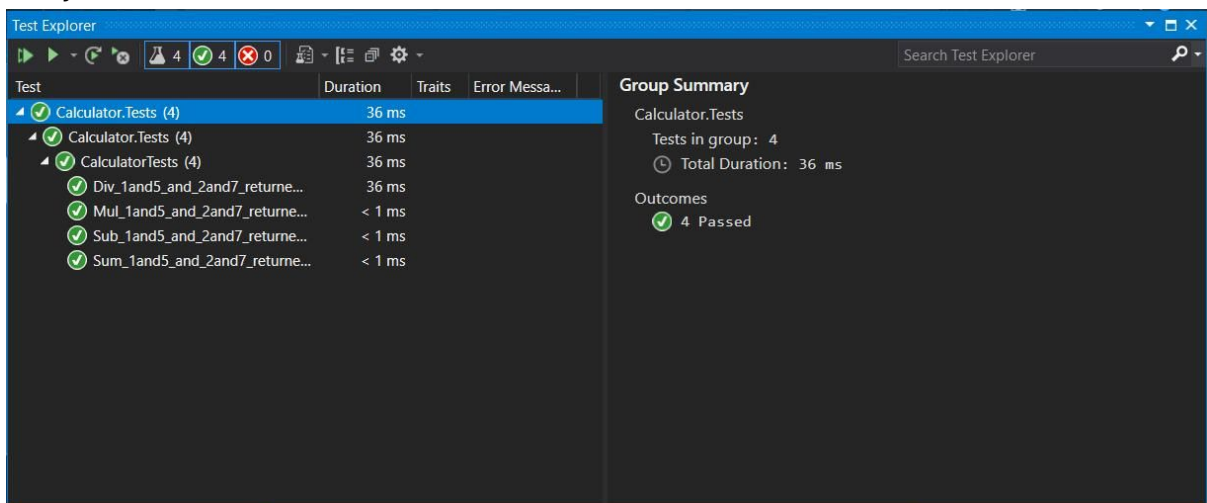 Test Explorer
4 4 0 Search Test Explorer
Test Duration Traits Error Messa...
Calculator.Tests (4) 36 ms
Calculator.Tests (4) 36 ms
CalculatorTests (4) 36 ms
Div_1and5_and_2and7_returne... 36 ms
Mul_1and5_and_2and7_returne... < 1 ms
Sub_1and5_and_2and7_returne... < 1 ms
Sum_1and5_and_2and7_returne... < 1 ms
Group Summary
Calculator.Tests
Tests in group: 4
Total Duration: 36 ms
Outcomes
4 Passed